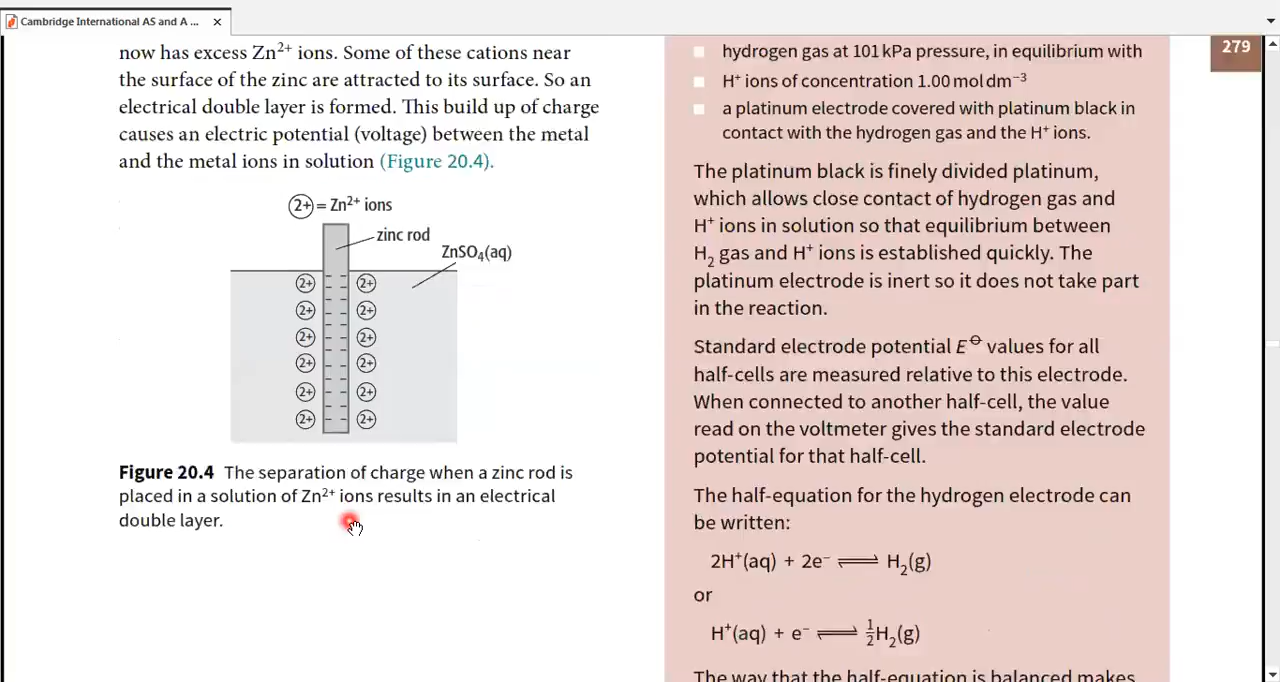 Cambridge International AS and A ...
now has excess Zn²⁺ ions. Some of these cations near
the surface of the zinc are attracted to its surface. So an
electrical double layer is formed. This build up of charge
causes an electric potential (voltage) between the metal
and the metal ions in solution (Figure 20.4).
(2+) = Zn²⁺ ions
zinc rod
ZnSO₄(aq)
2+ 2+
2+ 2+
2+ 2+
2+ 2+
2+ 2+
2+ 2+
Figure 20.4 The separation of charge when a zinc rod is
placed in a solution of Zn²⁺ ions results in an electrical
double layer.
279
hydrogen gas at 101 kPa pressure, in equilibrium with
H⁺ ions of concentration 1.00 mol dm⁻³
a platinum electrode covered with platinum black in
contact with the hydrogen gas and the H⁺ ions.
The platinum black is finely divided platinum,
which allows close contact of hydrogen gas and
H⁺ ions in solution so that equilibrium between
H₂ gas and H⁺ ions is established quickly. The
platinum electrode is inert so it does not take part
in the reaction.
Standard electrode potential E⦵ values for all
half-cells are measured relative to this electrode.
When connected to another half-cell, the value
read on the voltmeter gives the standard electrode
potential for that half-cell.
The half-equation for the hydrogen electrode can
be written:
2H⁺(aq) + 2e⁻ ⇌ H₂(g)
or
H⁺(aq) + e⁻ ⇌ ½H₂(g)
The way that the half-equation is balanced makes